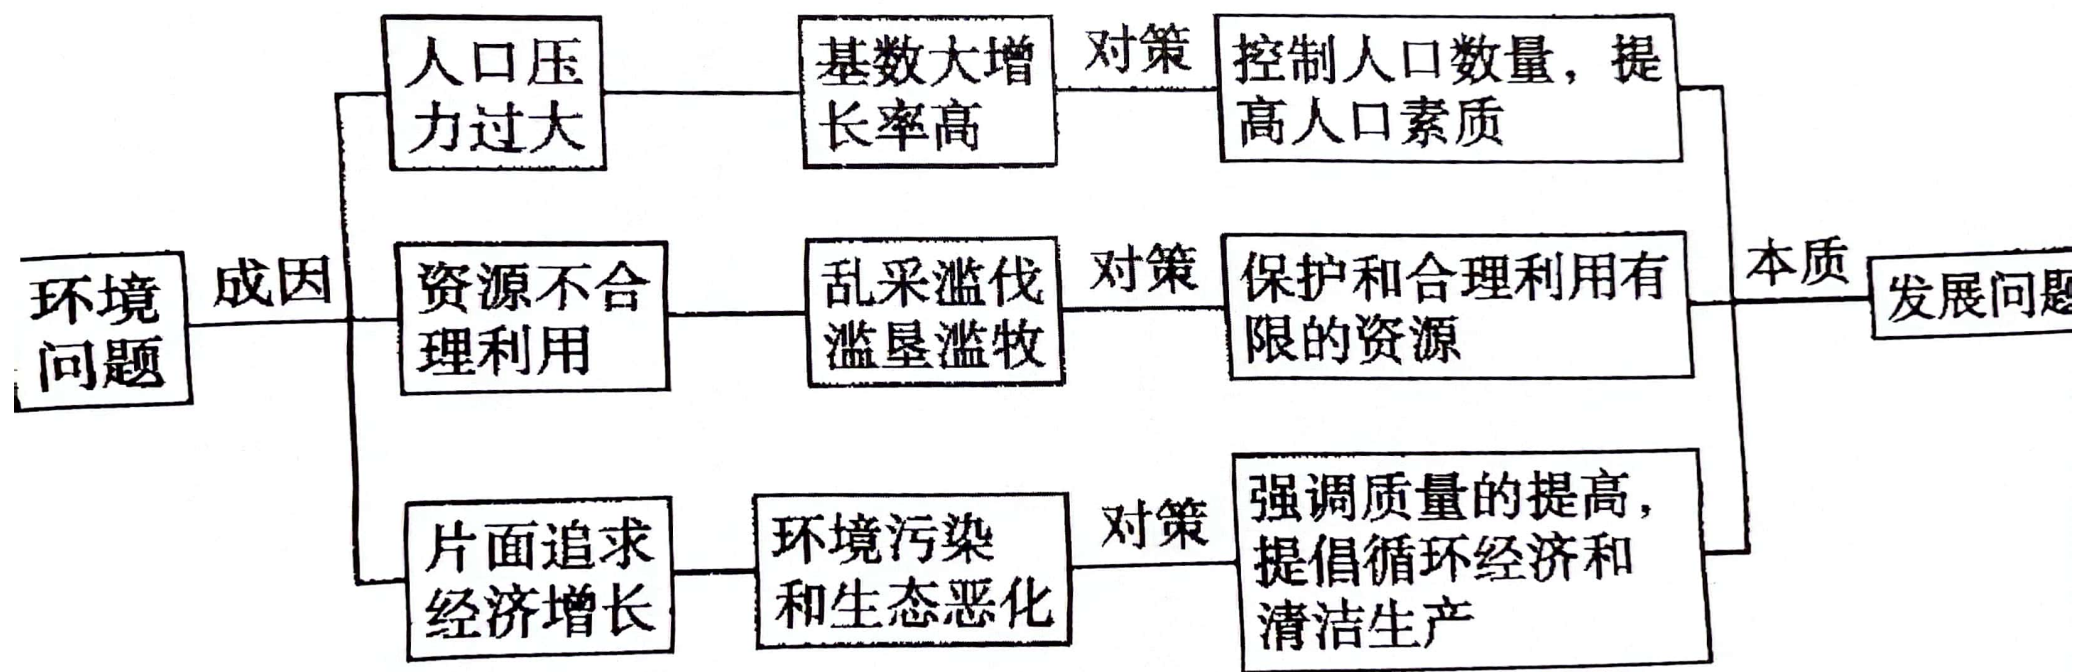 环境
问题
成因
人口压
力过大
基数大增
长率高
对策
控制人口数量，提
高人口素质
资源不合
理利用
乱采滥伐
滥垦滥牧
对策
保护和合理利用有
限的资源
片面追求
经济增长
环境污染
和生态恶化
对策
强调质量的提高，
提倡循环经济和
清洁生产
本质
发展问题